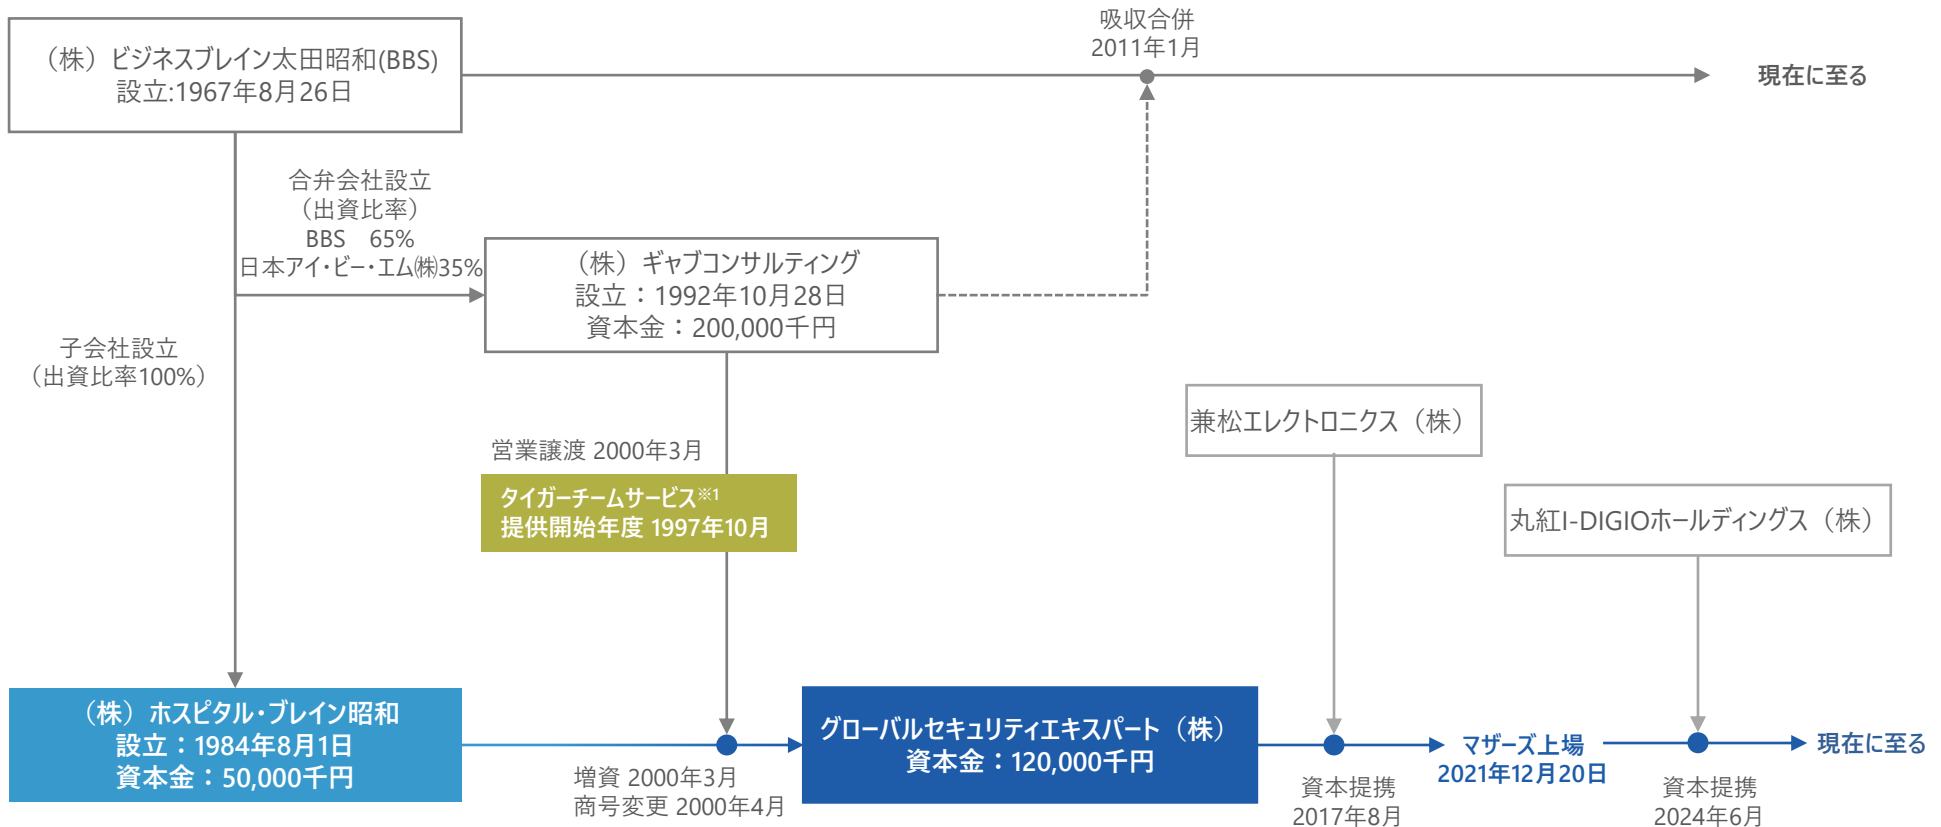 （株）ビジネスブレイン太田昭和(BBS)
設立:1967年8月26日
吸収合併
2011年1月
現在に至る
合弁会社設立
（出資比率）
BBS　65%
日本アイ・ビー・エム㈱35%
（株）ギャブコンサルティング
設立：1992年10月28日
資本金：200,000千円
子会社設立
（出資比率100%）
営業譲渡 2000年3月
タイガーチームサービス※1
提供開始年度 1997年10月
兼松エレクトロニクス（株）
丸紅I-DIGIOホールディングス（株）
（株）ホスピタル・ブレイン昭和
設立：1984年8月1日
資本金：50,000千円
増資 2000年3月
商号変更 2000年4月
グローバルセキュリティエキスパート（株）
資本金：120,000千円
資本提携
2017年8月
マザーズ上場
2021年12月20日
資本提携
2024年6月
現在に至る